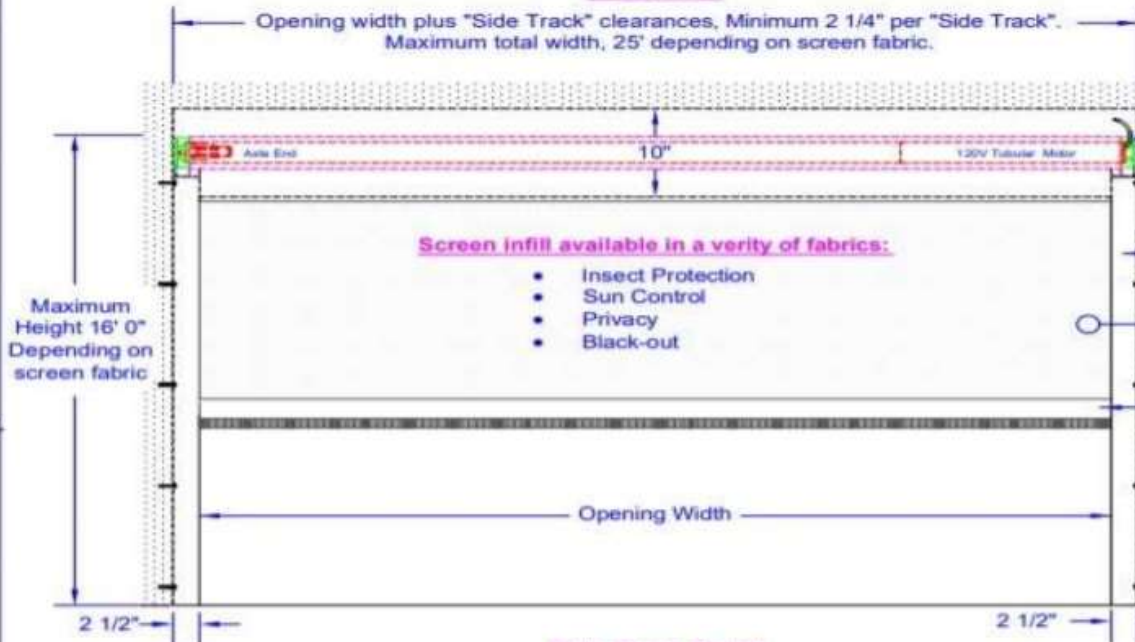 Opening width plus "Side Track" clearances, Minimum 2 1/4" per "Side Track".
Maximum total width, 25' depending on screen fabric.
Axle End
10"
120V Tubular Motor
Screen infill available in a verity of fabrics:
• Insect Protection
• Sun Control
• Privacy
• Black-out
Maximum
Height 16' 0"
Depending on
screen fabric
Opening Width
2 1/2"
2 1/2"